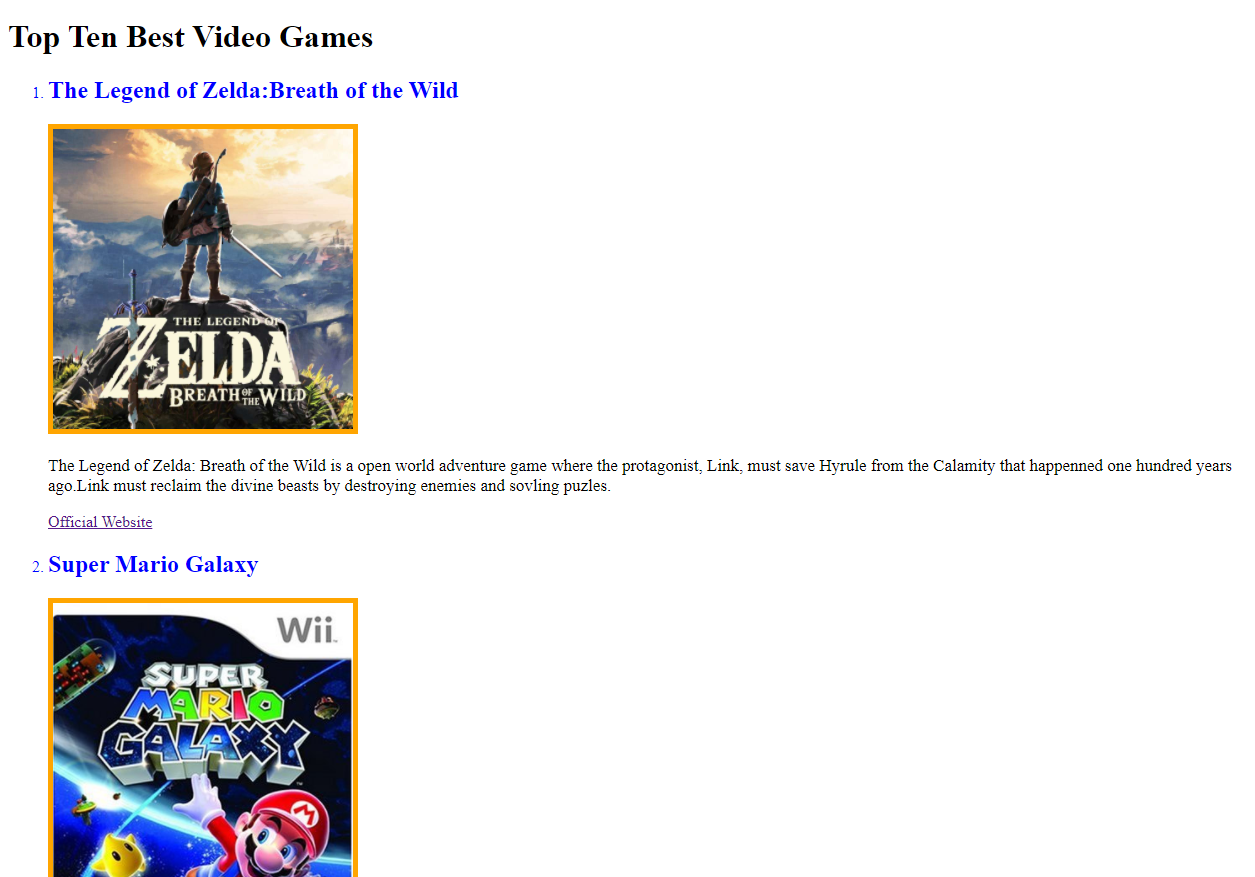 Top Ten Best Video Games
1. The Legend of Zelda:Breath of the Wild
THE LEGEND OF
ZELDA
BREATH OF THE WILD
The Legend of Zelda: Breath of the Wild is a open world adventure game where the protagonist, Link, must save Hyrule from the Calamity that happenned one hundred years
ago.Link must reclaim the divine beasts by destroying enemies and sovling puzles.
Official Website
2. Super Mario Galaxy
Wii™
SUPER
MARIO
GALAXY™
M